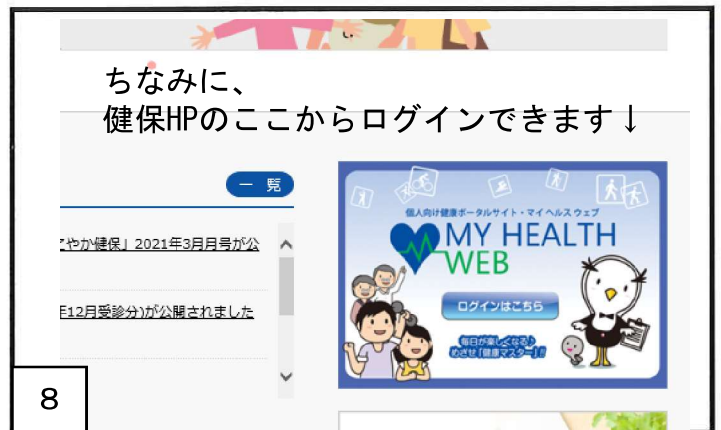 ちなみに、
健保HPのここからログインできます↓
一 覧
こやか健保」2021年3月月号が公
年12月受診分)が公開されました
個人向け健康ポータルサイト・マイヘルスウェブ
MY HEALTH
WEB
ログインはこちら
毎日が楽しくなる♪
めざせ「健康マスター」!!
8